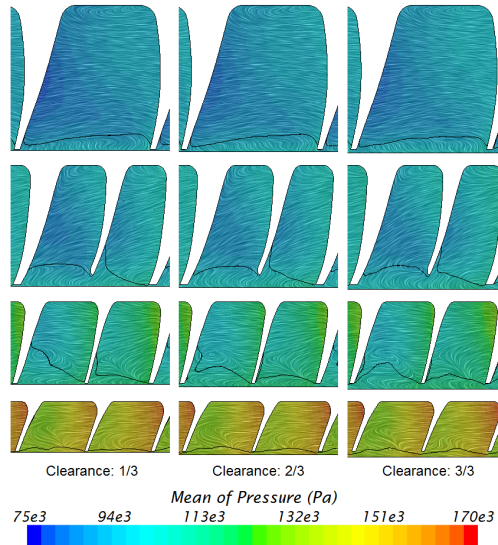 Clearance: 1/3 Clearance: 2/3 Clearance: 3/3
Mean of Pressure (Pa)
75e3 94e3 113e3 132e3 151e3 170e3